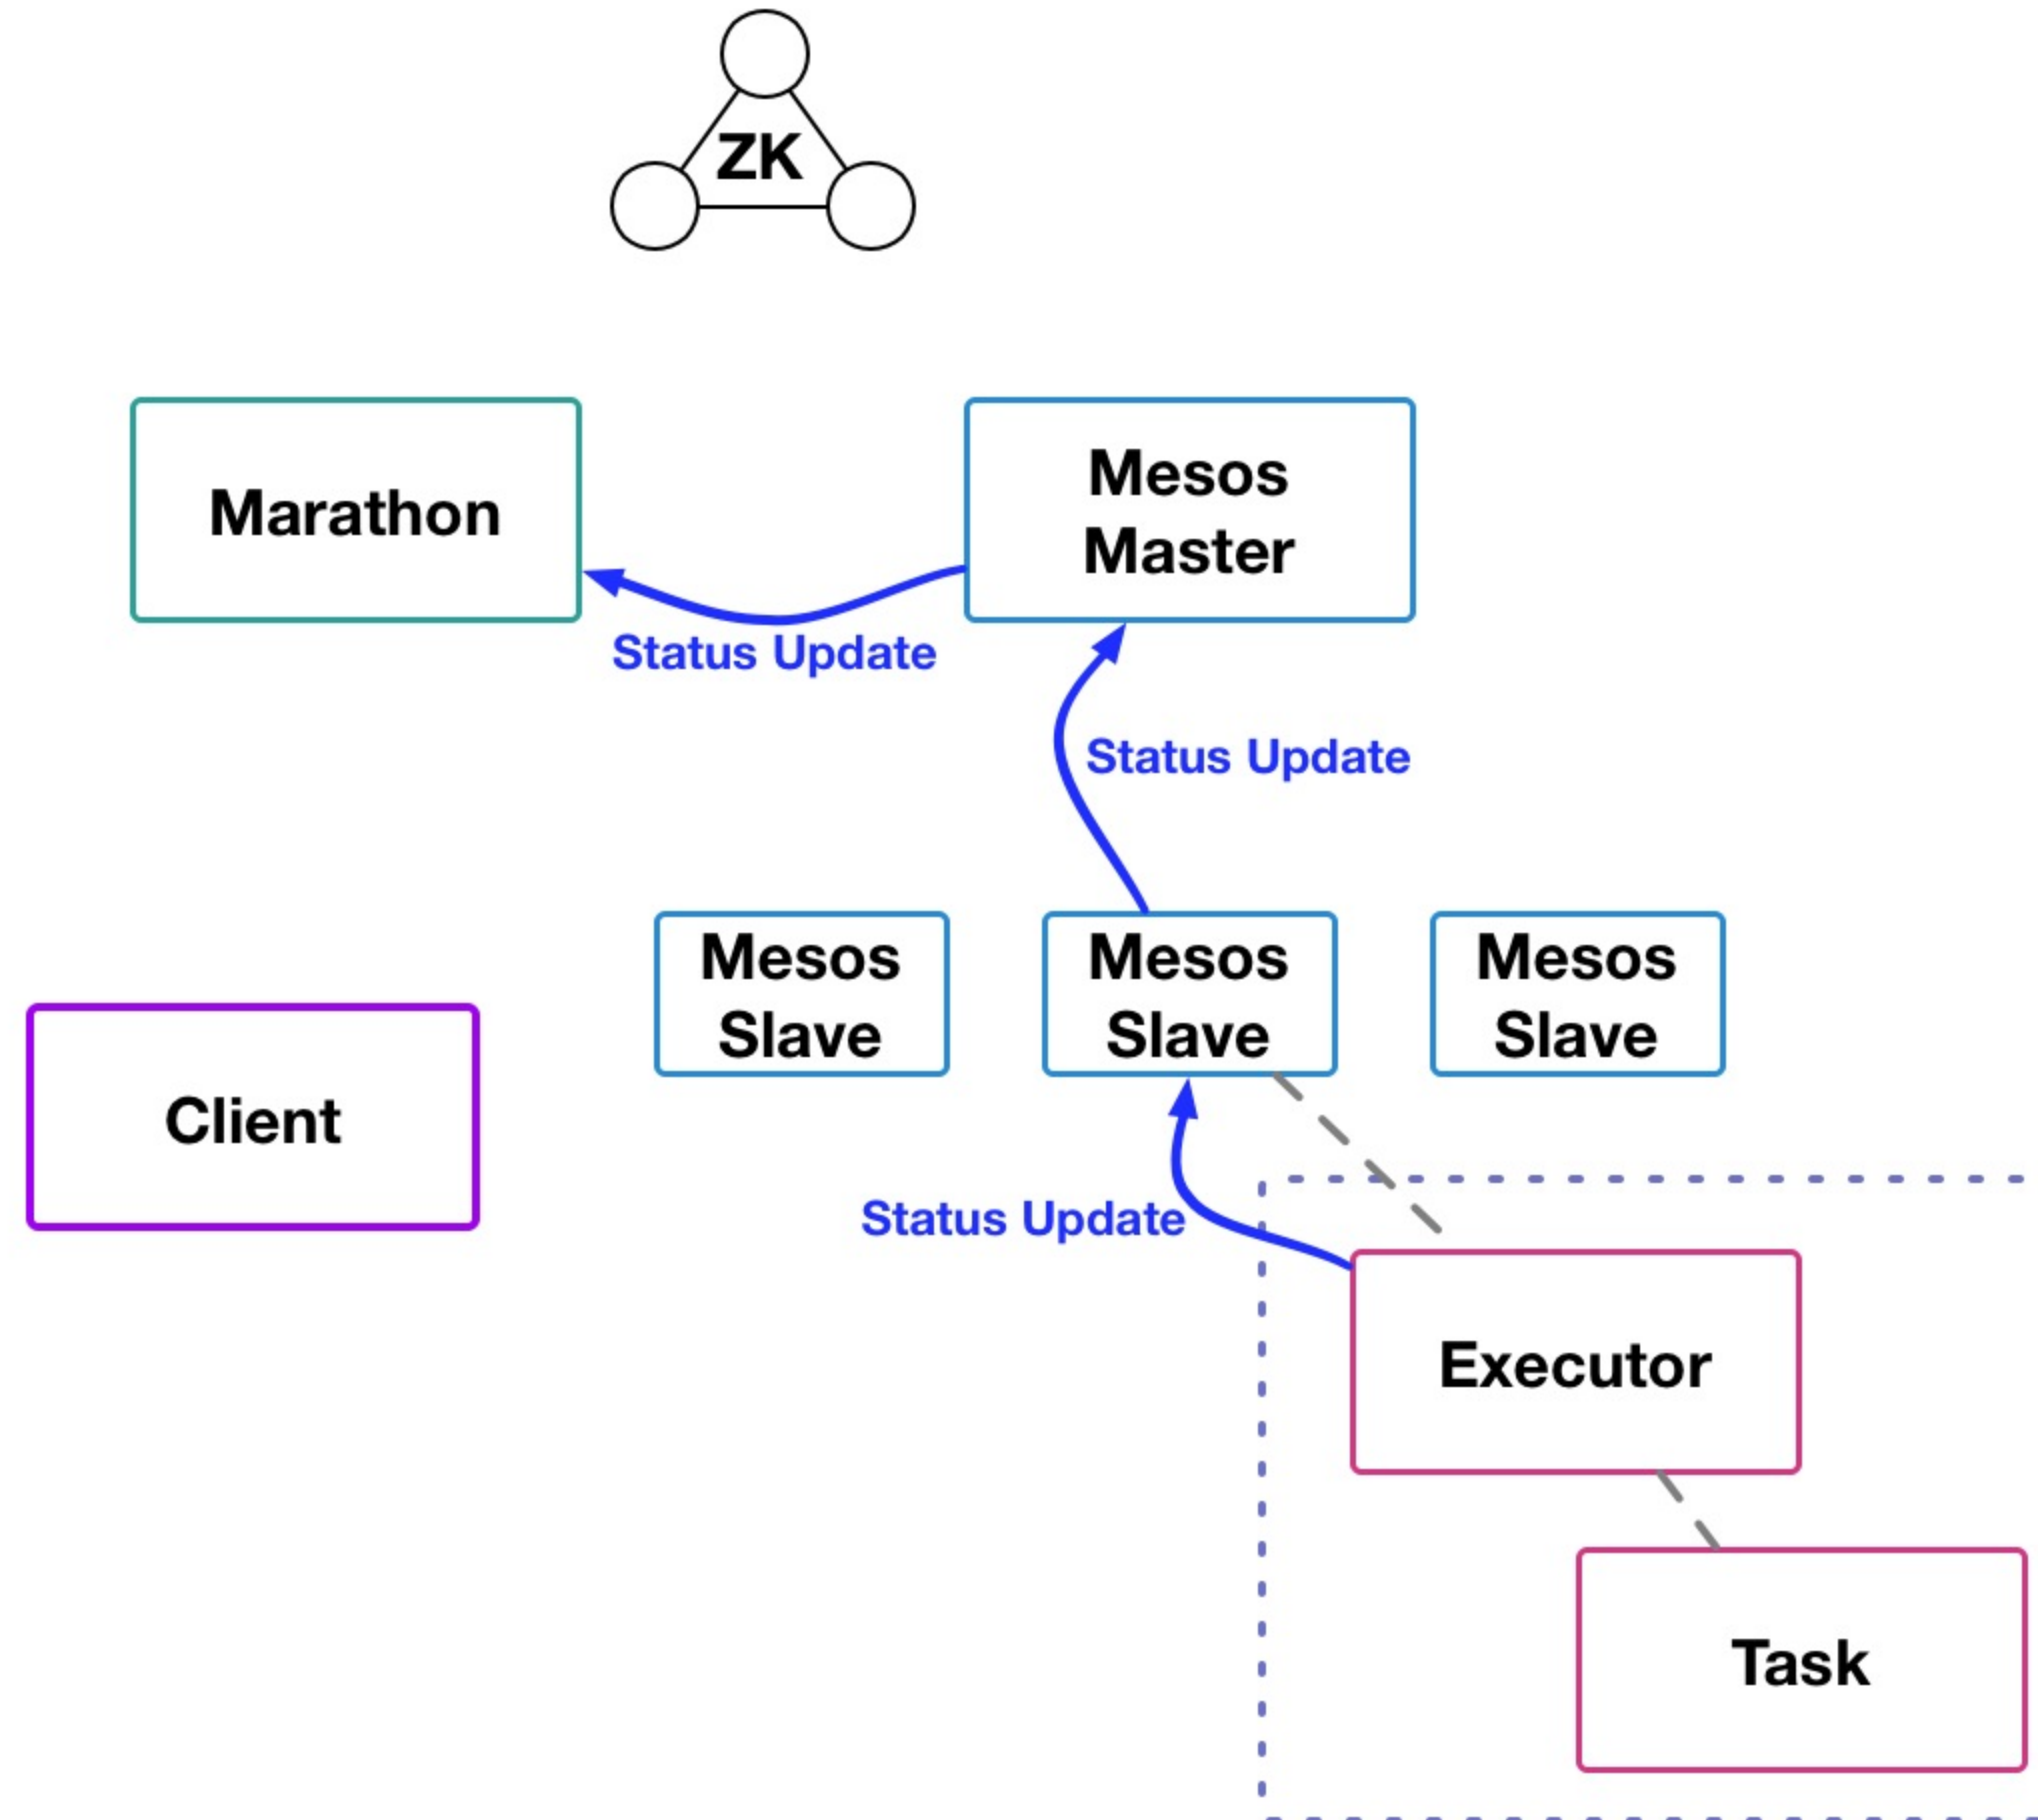 ZK
Marathon
Mesos
Master
Status Update
Status Update
Mesos
Slave
Mesos
Slave
Mesos
Slave
Client
Status Update
Executor
Task